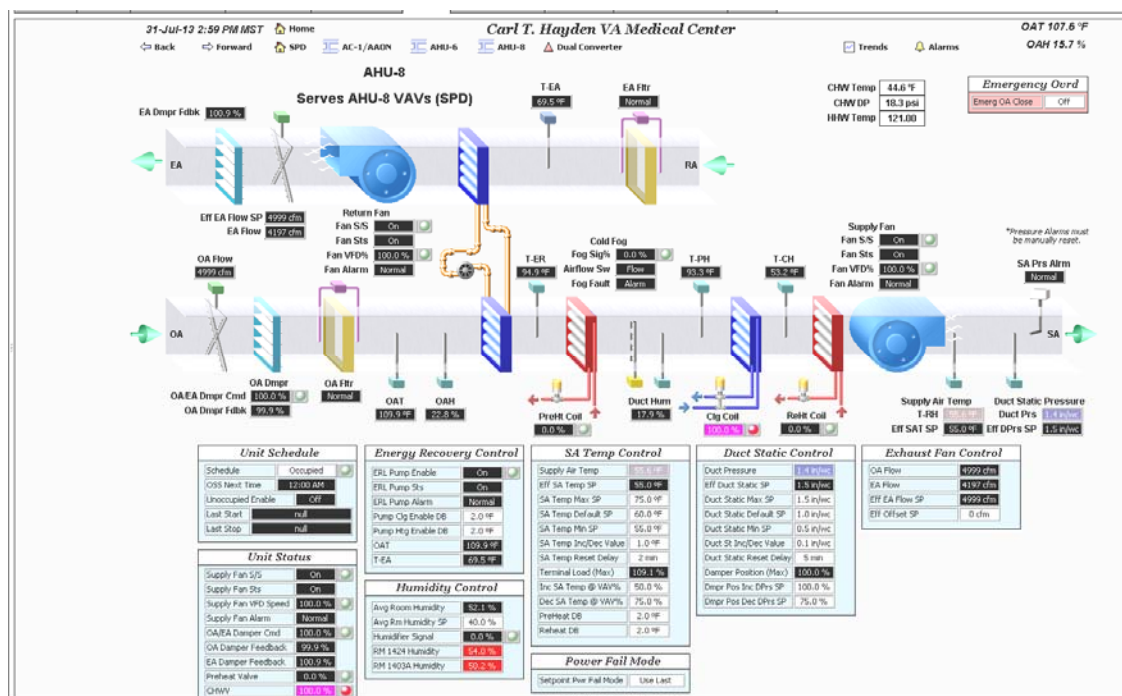 31-Jul-13 2:59 PM MST Home Carl T. Hayden VA Medical Center OAT 107.6 °F
Back Forward SPD AC-1/AAON AHU-6 AHU-8 Dual Converter Trends Alarms OAH 15.7 %
AHU-8
Serves AHU-8 VAVs (SPD)
T-EA
69.5 °F
EA Fltr
Normal
CHW Temp 44.6 °F
CHW DP 18.3 psi
HHW Temp 121.00
Emergency Ovrd
Emerg OA Close Off
EA Dmpr Fdbk 100.9 %
EA
RA
Eff EA Flow SP 4999 cfm
EA Flow 4197 cfm
Return Fan
Fan S/S On
Fan Sts On
Fan VFD% 100.0 %
Fan Alarm Normal
OA Flow
4999 cfm
T-ER
94.9 °F
Cold Fog
Fog Sig% 0.0 %
Airflow Sw Flow
Fog Fault Alarm
T-PH
93.3 °F
T-CH
53.2 °F
Supply Fan
Fan S/S On
Fan Sts On
Fan VFD% 100.0 %
Fan Alarm Normal
*Pressure Alarms must
be manually reset.
SA Prs Alrm
Normal
OA
SA
OA Dmpr
OA/EA Dmpr Cmd 100.0 %
OA Dmpr Fdbk 99.9 %
OA Fltr
Normal
OAT
109.9 °F
OAH
22.8 %
PreHt Coil
0.0 %
Duct Hum
17.9 %
Clg Coil
100.0 %
ReHt Coil
0.0 %
Supply Air Temp
T-RH 55.6 °F
Eff SAT SP 55.0 °F
Duct Static Pressure
Duct Prs 1.4 in/wc
Eff DPrs SP 1.5 in/wc
Unit Schedule
Schedule Occupied
OSS Next Time 12:00 AM
Unoccupied Enable Off
Last Start null
Last Stop null
Unit Status
Supply Fan S/S On
Supply Fan Sts On
Supply Fan VFD Speed 100.0 %
Supply Fan Alarm Normal
OA/EA Damper Cmd 100.0 %
OA Damper Feedback 99.9 %
EA Damper Feedback 100.9 %
Preheat Valve 0.0 %
CHWV 100.0 %
Energy Recovery Control
ERL Pump Enable On
ERL Pump Sts On
ERL Pump Alarm Normal
Pump Clg Enable DB 2.0 °F
Pump Htg Enable DB 2.0 °F
OAT 109.9 °F
T-EA 69.5 °F
Humidity Control
Avg Room Humidity 52.1 %
Avg Rm Humidity SP 40.0 %
Humidifier Signal 0.0 %
RM 1424 Humidity 54.0 %
RM 1403A Humidity 50.2 %
SA Temp Control
Supply Air Temp 55.6 °F
Eff SA Temp SP 55.0 °F
SA Temp Max SP 75.0 °F
SA Temp Default SP 60.0 °F
SA Temp Min SP 55.0 °F
SA Temp Inc/Dec Value 1.0 °F
SA Temp Reset Delay 2 min
Terminal Load (Max) 109.1 %
Inc SA Temp @ VAV% 50.0 %
Dec SA Temp @ VAV% 75.0 %
PreHeat DB 2.0 °F
Reheat DB 2.0 °F
Power Fail Mode
Setpoint Pwr Fail Mode Use Last
Duct Static Control
Duct Pressure 1.4 in/wc
Eff Duct Static SP 1.5 in/wc
Duct Static Max SP 1.5 in/wc
Duct Static Default SP 1.0 in/wc
Duct Static Min SP 0.5 in/wc
Duct St Inc/Dec Value 0.1 in/wc
Duct Static Reset Delay 5 min
Damper Position (Max) 100.0 %
Dmpr Pos Inc DPrs SP 100.0 %
Dmpr Pos Dec DPrs SP 75.0 %
Exhaust Fan Control
OA Flow 4999 cfm
EA Flow 4197 cfm
Eff EA Flow SP 4999 cfm
Eff Offset SP 0 cfm